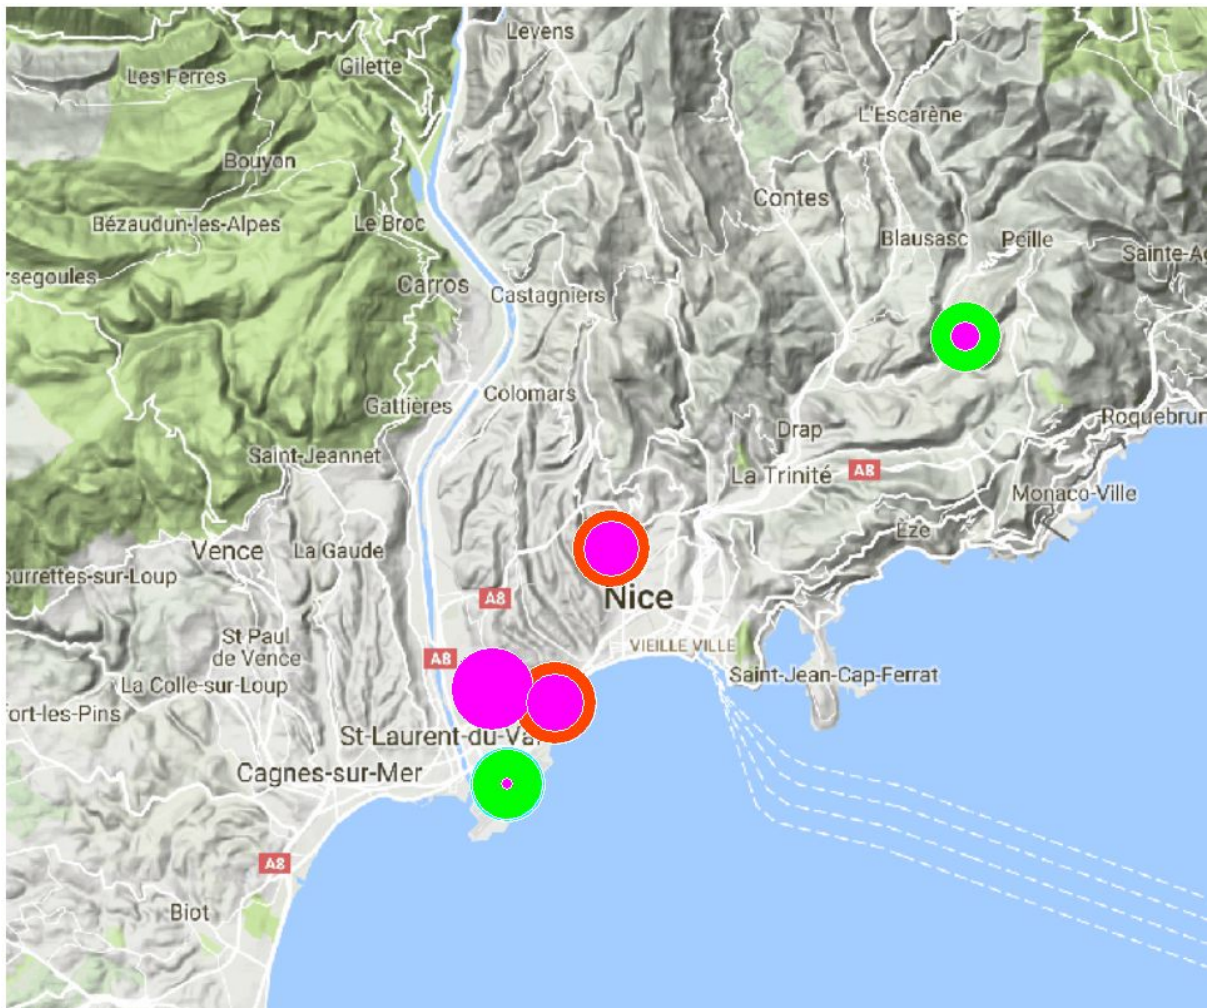 Levens
Gilette
Les Ferres
L'Escarène
Bouyon
Contes
Bézaudun-les-Alpes
Le Broc
Blausasc
Peille
Sainte-Ag
rsegoules
Carros
Castagniers
Colomars
Gattières
Roquebrun
Drap
Saint-Jeannet
La Trinité
A8
Monaco-Ville
Èze
Vence
La Gaude
ourrettes-sur-Loup
A8
Nice
St Paul
de Vence
VIEILLE VILLE
A8
Saint-Jean-Cap-Ferrat
La Colle-sur-Loup
fort-les-Pins
St-Laurent-du-Va
Cagnes-sur-Mer
A8
Biot